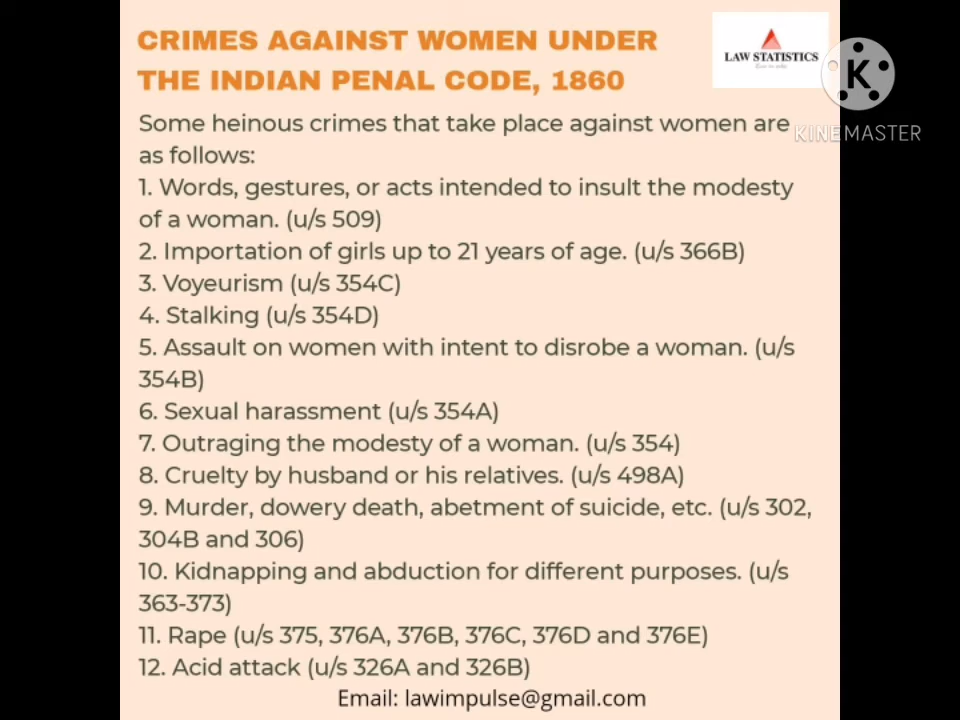 CRIMES AGAINST WOMEN UNDER
THE INDIAN PENAL CODE, 1860
LAW STATISTICS
K
KINEMASTER
Some heinous crimes that take place against women are
as follows:
1. Words, gestures, or acts intended to insult the modesty
of a woman. (u/s 509)
2. Importation of girls up to 21 years of age. (u/s 366B)
3. Voyeurism (u/s 354C)
4. Stalking (u/s 354D)
5. Assault on women with intent to disrobe a woman. (u/s
354B)
6. Sexual harassment (u/s 354A)
7. Outraging the modesty of a woman. (u/s 354)
8. Cruelty by husband or his relatives. (u/s 498A)
9. Murder, dowery death, abetment of suicide, etc. (u/s 302,
304B and 306)
10. Kidnapping and abduction for different purposes. (u/s
363-373)
11. Rape (u/s 375, 376A, 376B, 376C, 376D and 376E)
12. Acid attack (u/s 326A and 326B)
Email: lawimpulse@gmail.com